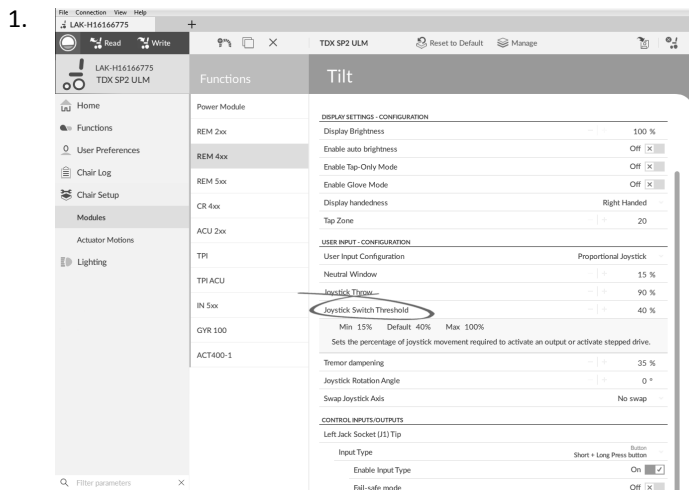 1.
File Connection View Help
LAK-H16166775 +
Read Write TDX SP2 ULM Reset to Default Manage
LAK-H16166775
TDX SP2 ULM
Functions
Tilt
Home
Functions
User Preferences
Chair Log
Chair Setup
Modules
Actuator Motions
Lighting
Filter parameters
Power Module
REM 2xx
REM 4xx
REM 5xx
CR 4xx
ACU 2xx
TPI
TPI ACU
IN 5xx
GYR 100
ACT400-1
DISPLAY SETTINGS - CONFIGURATION
Display Brightness 100 %
Enable auto brightness Off
Enable Tap-Only Mode Off
Enable Glove Mode Off
Display handedness Right Handed
Tap Zone 20
USER INPUT - CONFIGURATION
User Input Configuration Proportional Joystick
Neutral Window 15 %
Joystick Throw 90 %
Joystick Switch Threshold 40 %
Min 15% Default 40% Max 100%
Sets the percentage of joystick movement required to activate an output or activate stepped drive.
Tremor dampening 35 %
Joystick Rotation Angle 0 °
Swap Joystick Axis No swap
CONTROL INPUTS/OUTPUTS
Left Jack Socket (J1) Tip
Button
Input Type Short + Long Press button
Enable Input Type On
Fail-safe mode Off